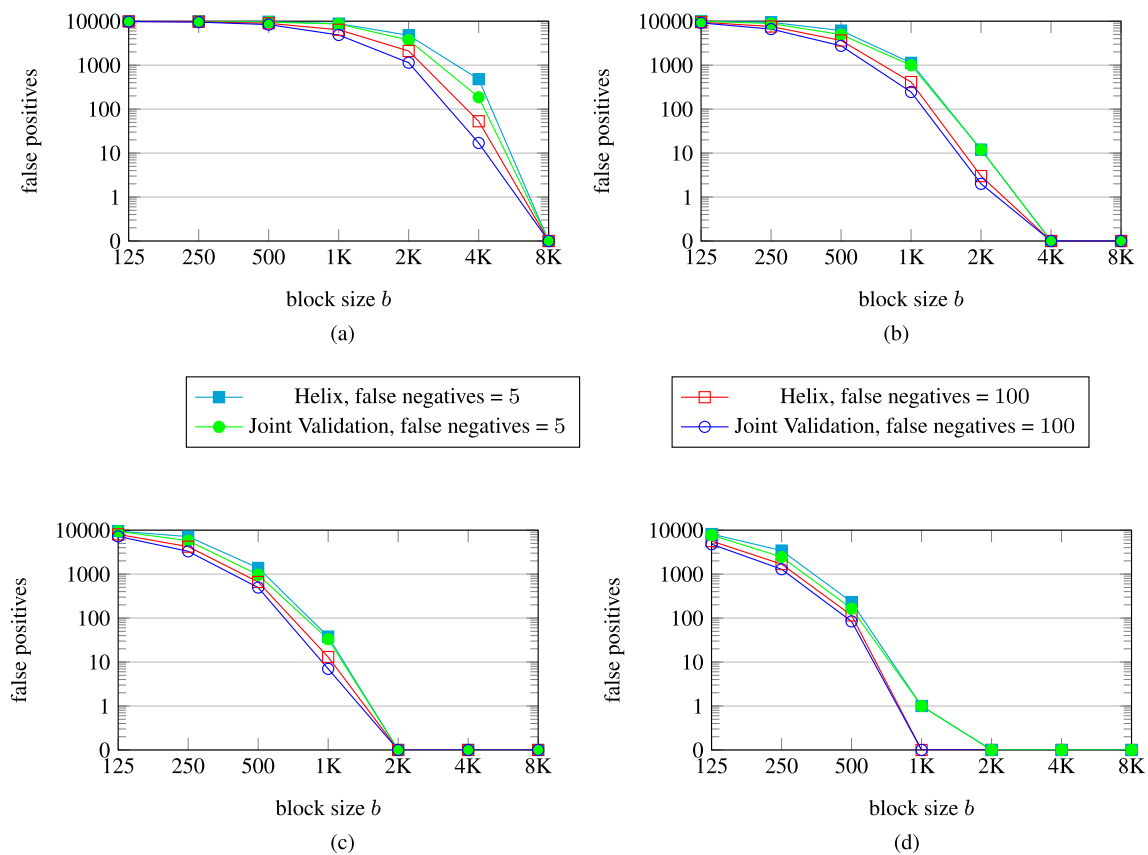 10000
1000
100
10
1
0
false positives
125 250 500 1K 2K 4K 8K
block size b
(a)
10000
1000
100
10
1
0
false positives
125 250 500 1K 2K 4K 8K
block size b
(b)
Helix, false negatives = 5
Joint Validation, false negatives = 5
Helix, false negatives = 100
Joint Validation, false negatives = 100
10000
1000
100
10
1
0
false positives
125 250 500 1K 2K 4K 8K
block size b
(c)
10000
1000
100
10
1
0
false positives
125 250 500 1K 2K 4K 8K
block size b
(d)